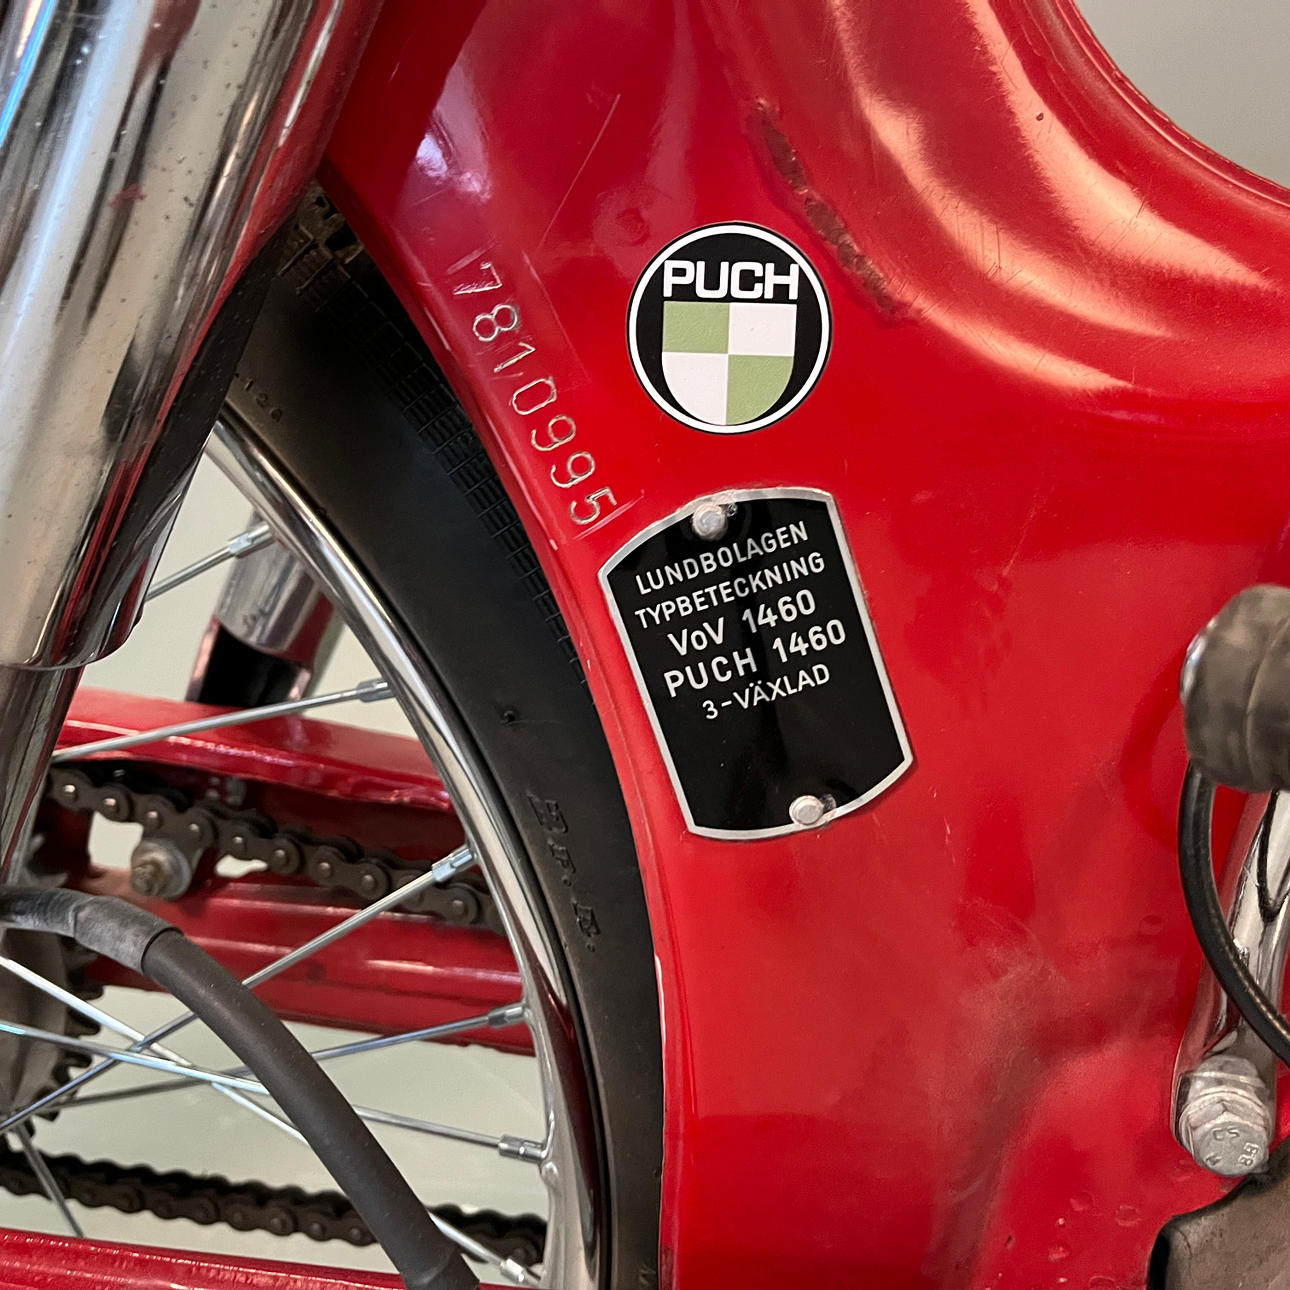 7810995
PUCH
LUNDBOLAGEN
TYPBETECKNING
VoV 1460
PUCH 1460
3-VÄXLAD